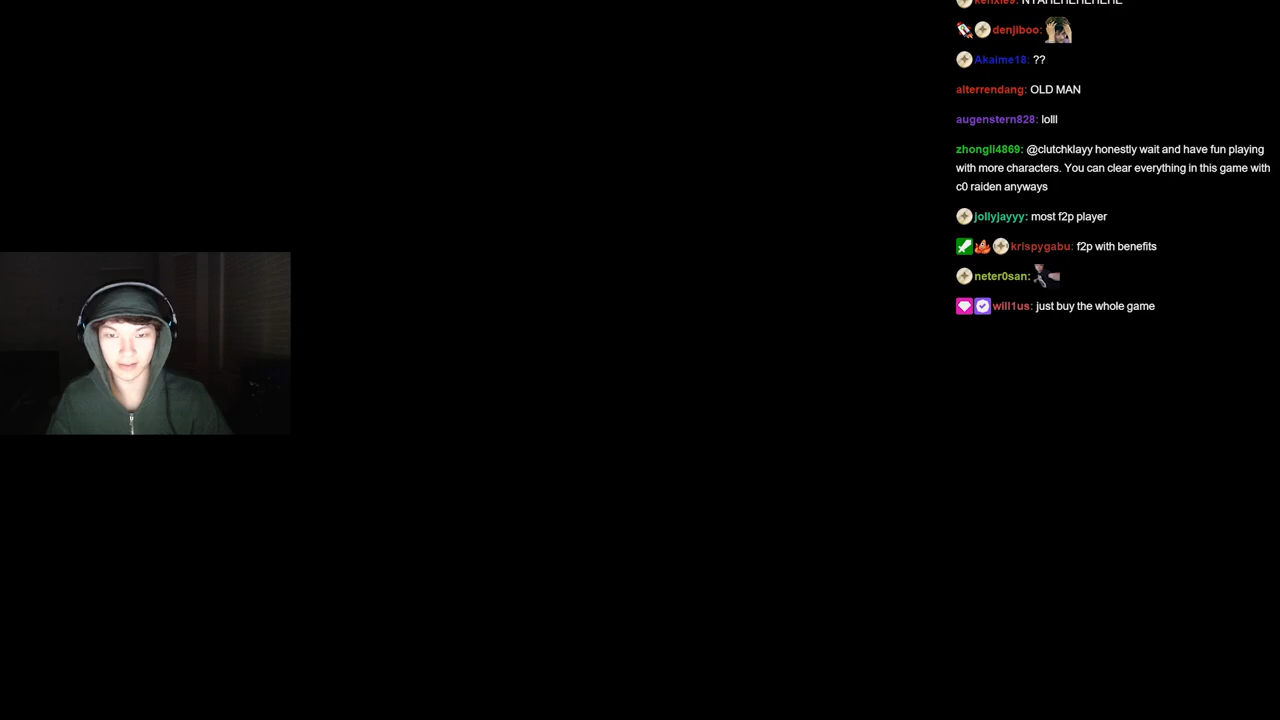 denjiboo:
Akaime18: ??
alterrendang: OLD MAN
augenstern828: lolll
zhongli4869: @clutchklayy honestly wait and have fun playing
with more characters. You can clear everything in this game with
c0 raiden anyways
jollyjayyy: most f2p player
krispygabu: f2p with benefits
neter0san:
will1us: just buy the whole game